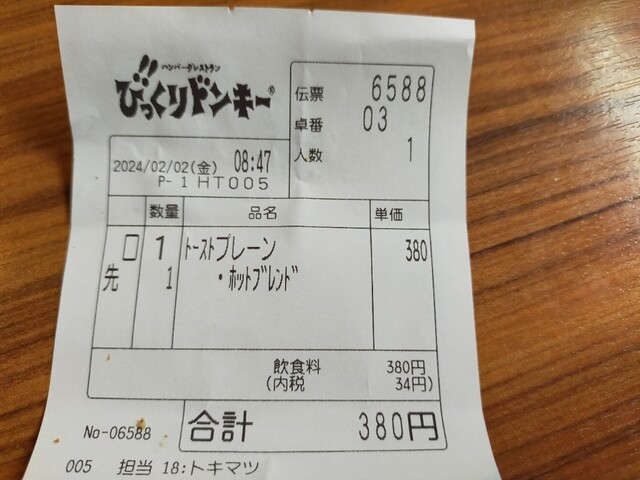 ハンバーグレストラン
びっくりドンキー®
伝票 6588
卓番 03
人数 1
2024/02/02(金) 08:47
P- 1 HT005
数量 品名 単価
□ 1 トーストプレーン 380
先 1 ・ホットブレンド
飲食料 380円
(内税 34円)
No-06588 合計 380円
005 担当 18:トキマツ